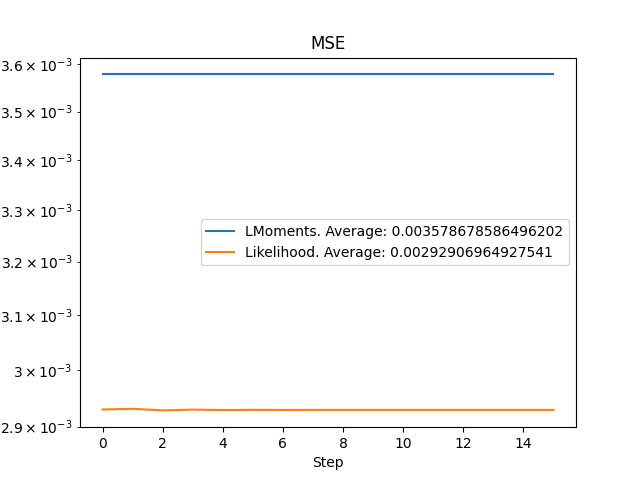 MSE
3.6 × 10⁻³
3.5 × 10⁻³
3.4 × 10⁻³
3.3 × 10⁻³
3.2 × 10⁻³
3.1 × 10⁻³
3 × 10⁻³
2.9 × 10⁻³
LMoments. Average: 0.003578678586496202
Likelihood. Average: 0.00292906964927541
0 2 4 6 8 10 12 14
Step